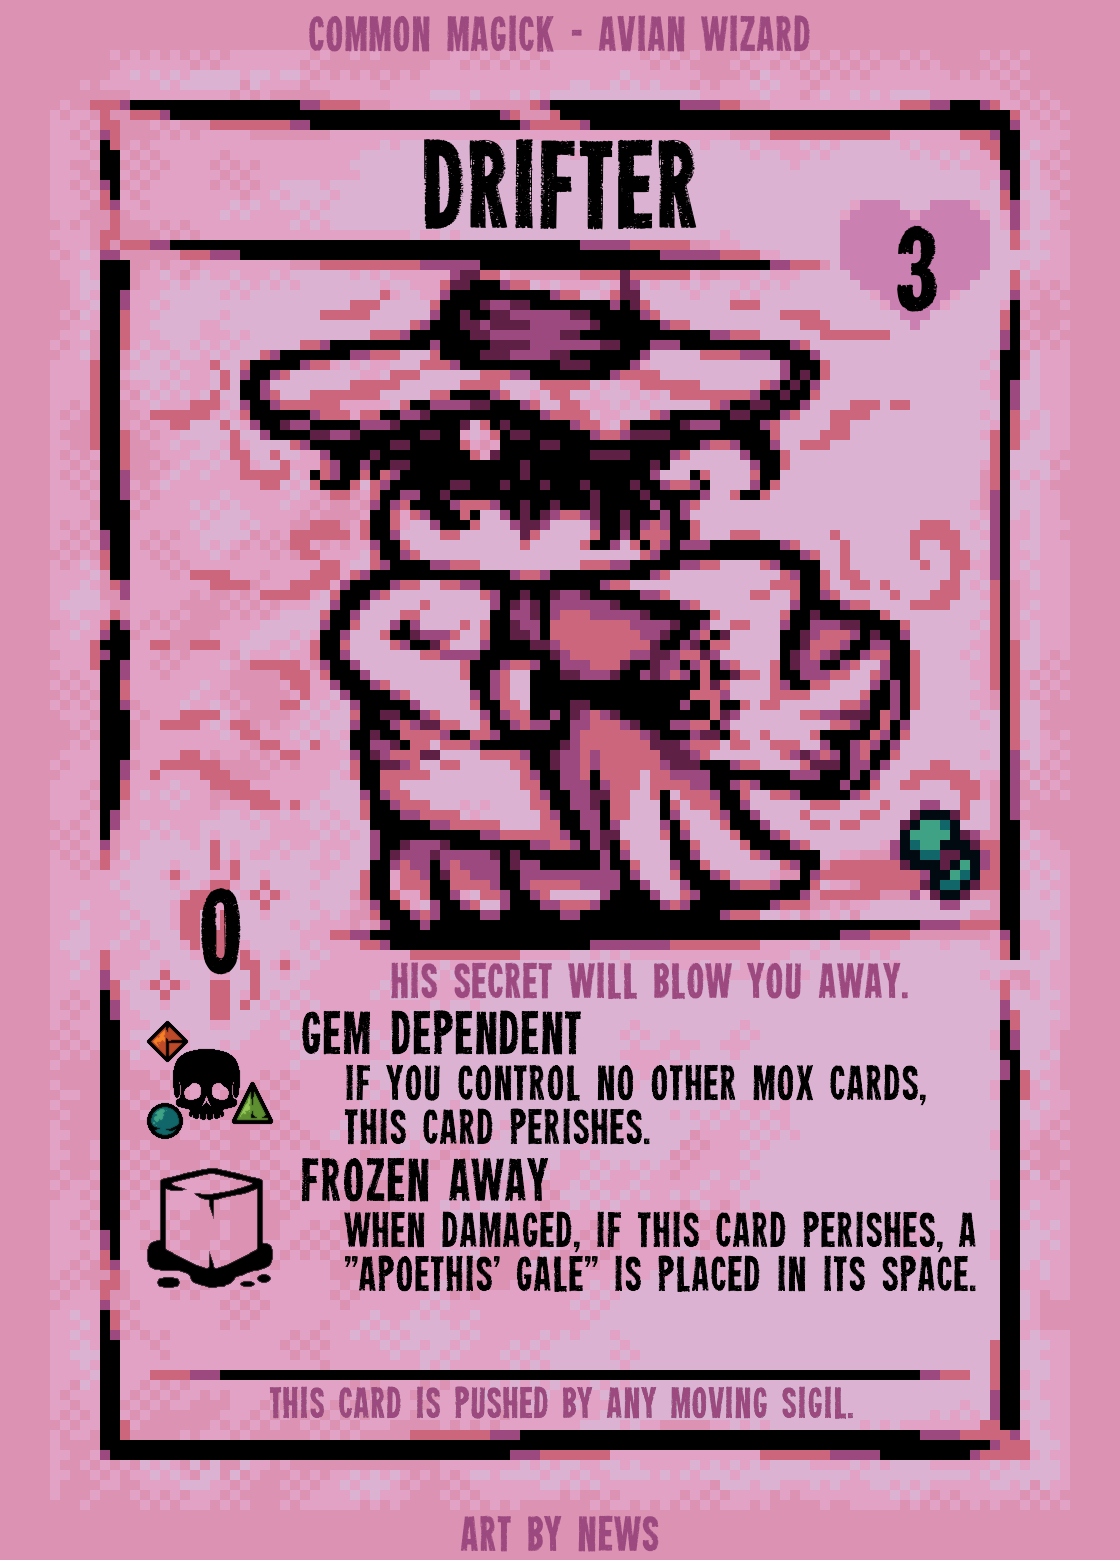 COMMON MAGICK - AVIAN WIZARD
DRIFTER
3
0
HIS SECRET WILL BLOW YOU AWAY.
GEM DEPENDENT
IF YOU CONTROL NO OTHER MOX CARDS,
THIS CARD PERISHES.
FROZEN AWAY
WHEN DAMAGED, IF THIS CARD PERISHES, A
"APOETHIS' GALE" IS PLACED IN ITS SPACE.
THIS CARD IS PUSHED BY ANY MOVING SIGIL.
ART BY NEWS